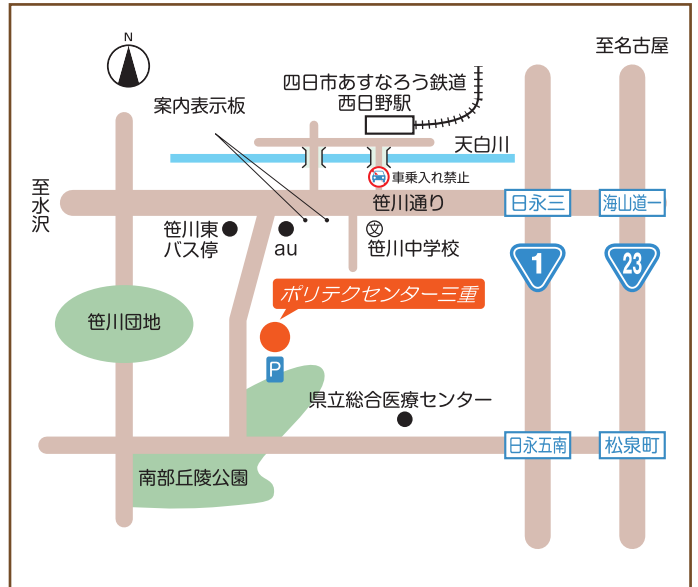 N
至名古屋
四日市あすなろう鉄道
西日野駅
案内表示板
天白川
車乗入れ禁止
至水沢
笹川通り
日永三
海山道一
笹川東
バス停
au
文
笹川中学校
1
23
ポリテクセンター三重
笹川団地
P
県立総合医療センター
日永五南
松泉町
南部丘陵公園